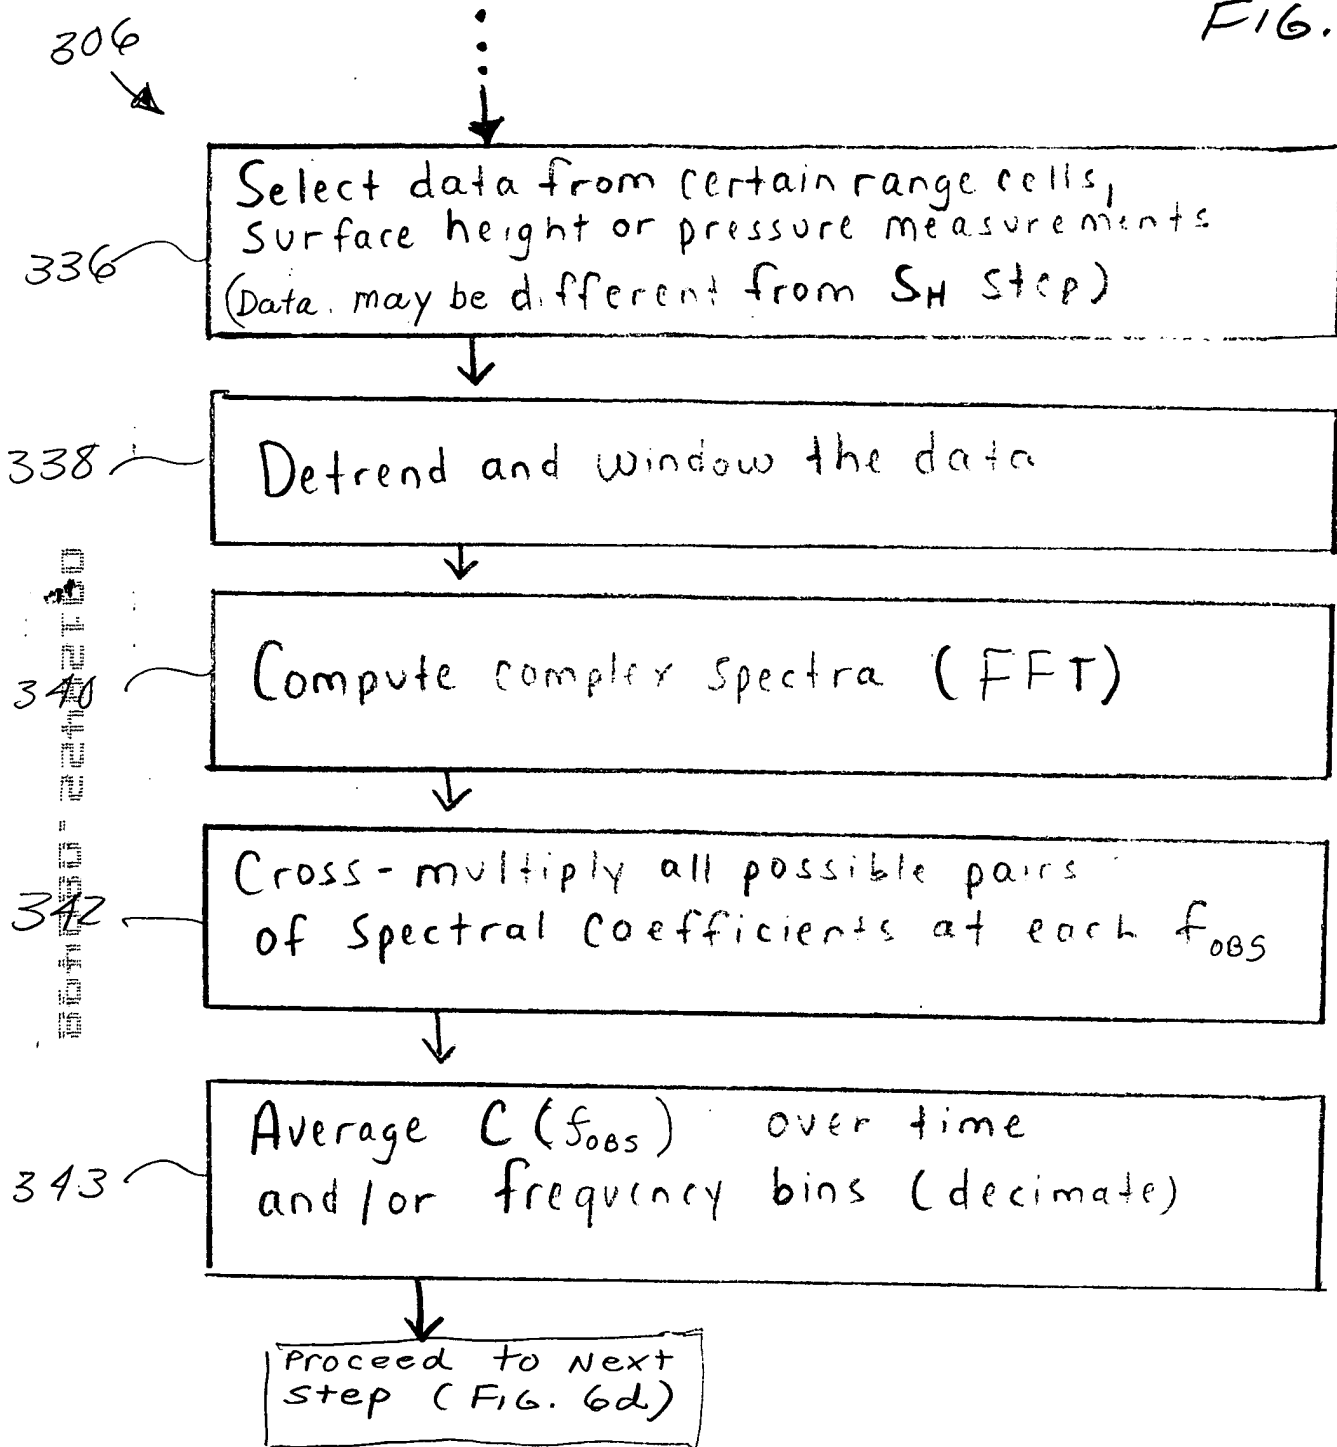 306
FIG.
Select data from certain range cells,
surface height or pressure measurements
(Data may be different from SH step)
336
338
Detrend and window the data
340
Compute complex spectra (FFT)
342
Cross-multiply all possible pairs
of spectral coefficients at each fOBS
343
Average C (fOBS) over time
and/or frequency bins (decimate)
Proceed to Next
step (FIG. 6d)